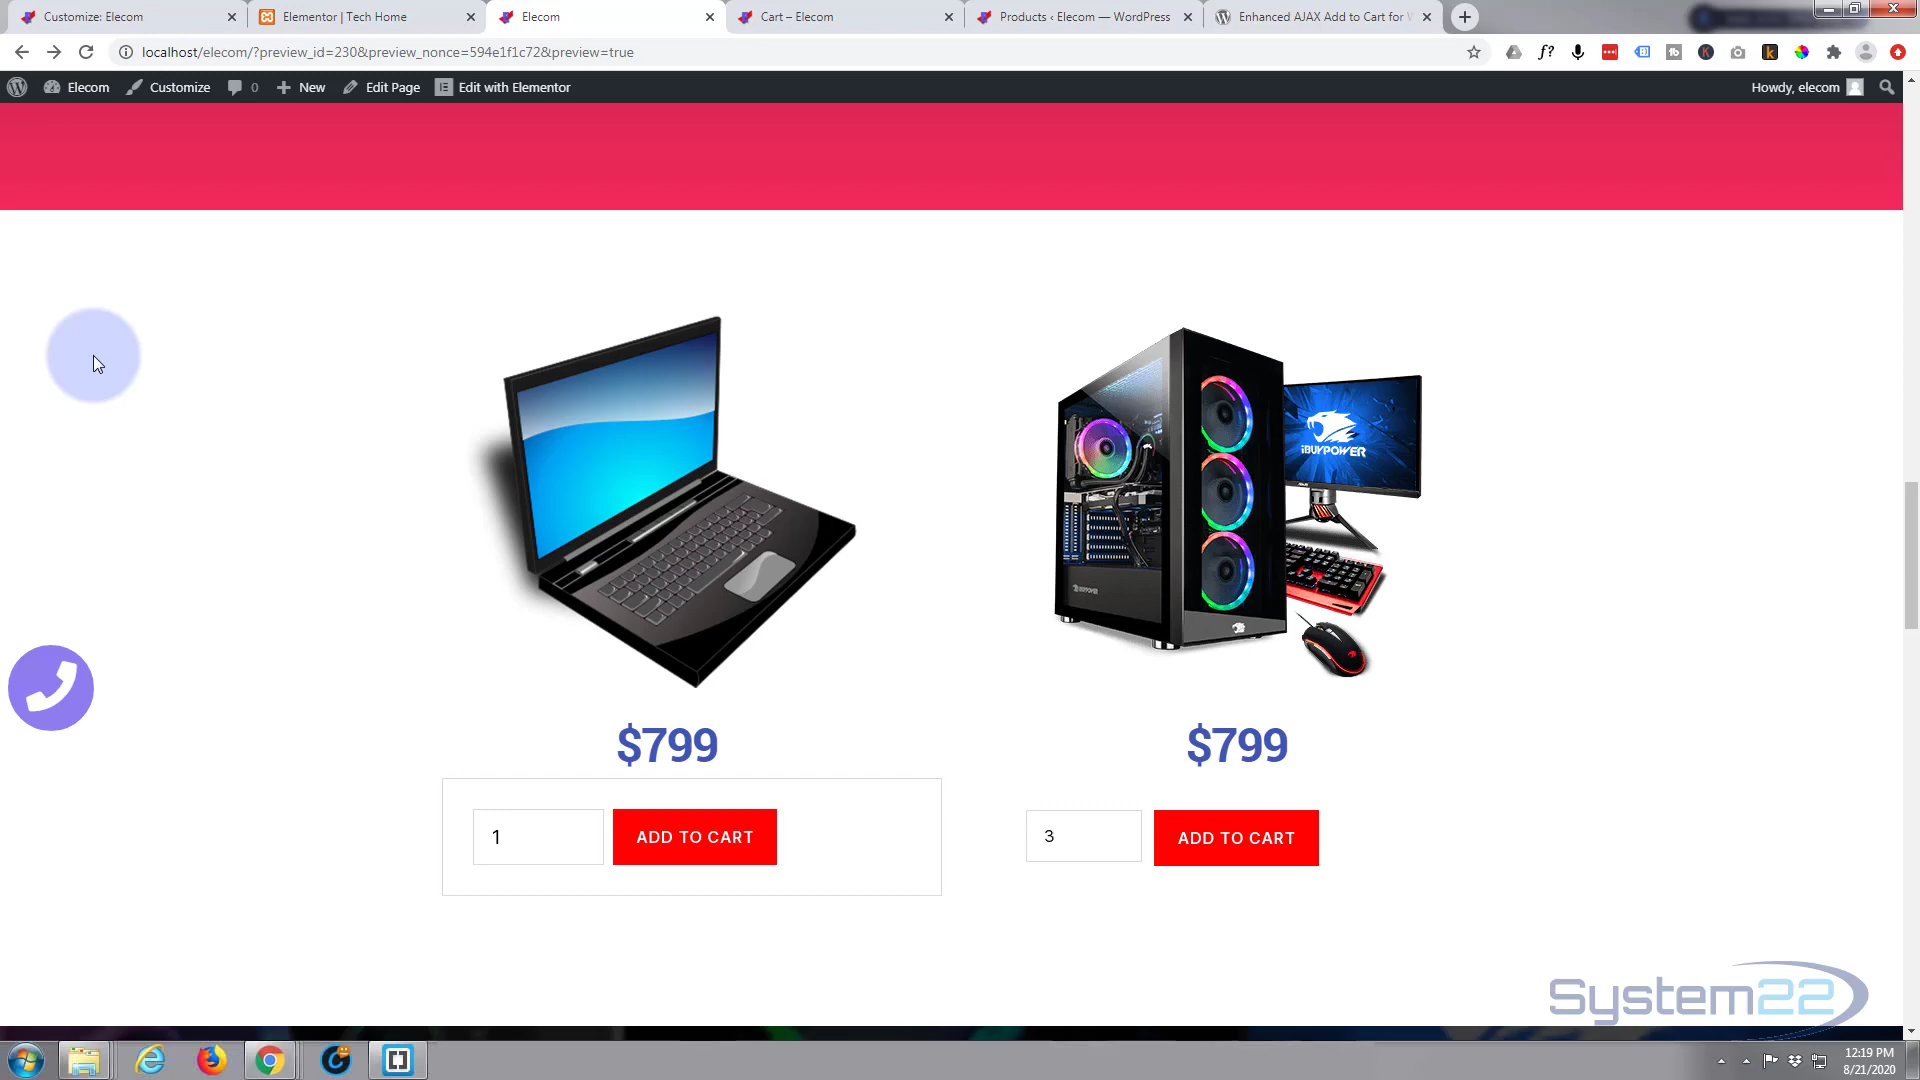 Customize: Elecom
Elementor | Tech Home
Elecom
Cart – Elecom
Products ‹ Elecom — WordPress
Enhanced AJAX Add to Cart for
localhost/elecom/?preview_id=230&preview_nonce=594e1f1c72&preview=true
Elecom
Customize
0
New
Edit Page
Edit with Elementor
Howdy, elecom
iBUYPOWER
$799
$799
1
ADD TO CART
3
ADD TO CART
System22
12:19 PM
8/21/2020